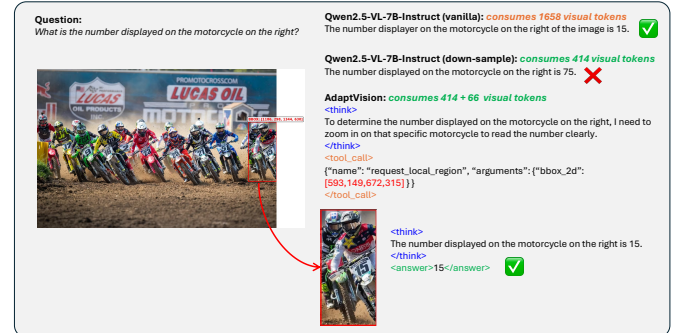 Question:
What is the number displayed on the motorcycle on the right?
PROMOTOCROSS.COM
LUCAS
OIL PRODUCTS
LUCAS OIL
Qwen2.5-VL-7B-Instruct (vanilla): consumes 1658 visual tokens
The number displayer on the motorcycle on the right of the image is 15.
Qwen2.5-VL-7B-Instruct (down-sample): consumes 414 visual tokens
The number displayed on the motorcycle on the right is 75.
AdaptVision: consumes 414 + 66 visual tokens
<think>
To determine the number displayed on the motorcycle on the right, I need to
zoom in on that specific motorcycle to read the number clearly.
</think>
<tool_call>
{"name": "request_local_region", "arguments": {"bbox_2d":
[593,149,672,315] } }
</tool_call>
15
<think>
The number displayed on the motorcycle on the right is 15.
</think>
<answer>15</answer>